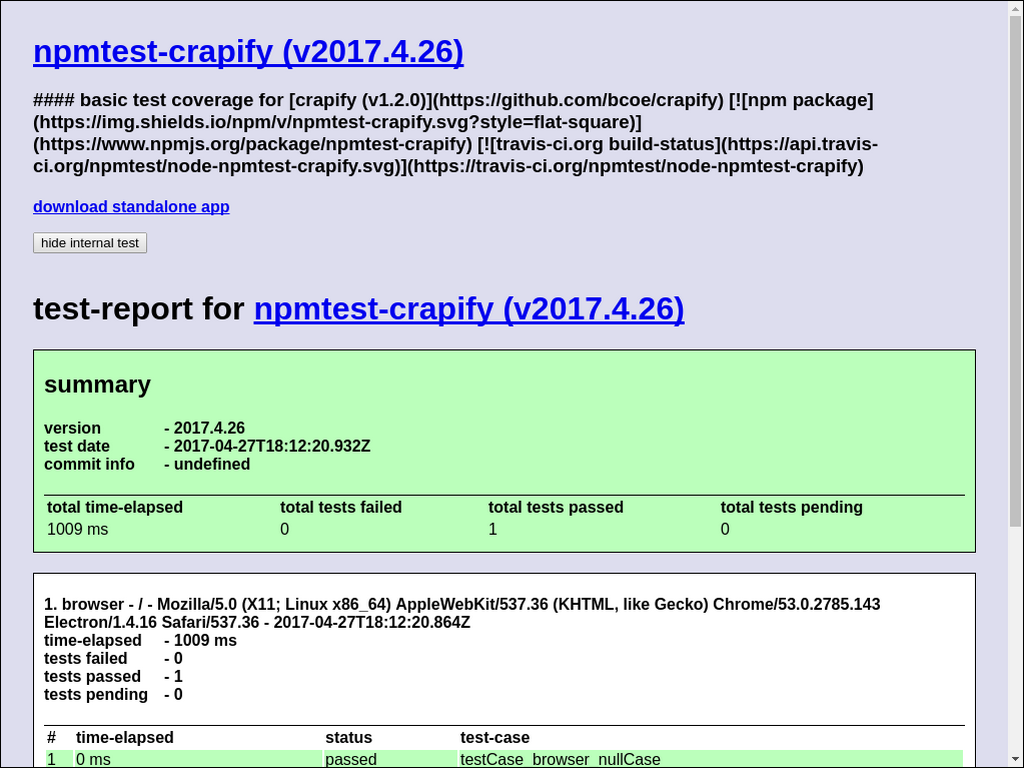 npmtest-crapify (v2017.4.26)
#### basic test coverage for [crapify (v1.2.0)](https://github.com/bcoe/crapify) [![npm package]
(https://img.shields.io/npm/v/npmtest-crapify.svg?style=flat-square)]
(https://www.npmjs.org/package/npmtest-crapify) [![travis-ci.org build-status](https://api.travis-
ci.org/npmtest/node-npmtest-crapify.svg)](https://travis-ci.org/npmtest/node-npmtest-crapify)
download standalone app
hide internal test
test-report for npmtest-crapify (v2017.4.26)
summary
version - 2017.4.26
test date - 2017-04-27T18:12:20.932Z
commit info - undefined
total time-elapsed total tests failed total tests passed total tests pending
1009 ms 0 1 0
1. browser - / - Mozilla/5.0 (X11; Linux x86_64) AppleWebKit/537.36 (KHTML, like Gecko) Chrome/53.0.2785.143
Electron/1.4.16 Safari/537.36 - 2017-04-27T18:12:20.864Z
time-elapsed - 1009 ms
tests failed - 0
tests passed - 1
tests pending - 0
# time-elapsed status test-case
1 0 ms passed testCase_browser_nullCase